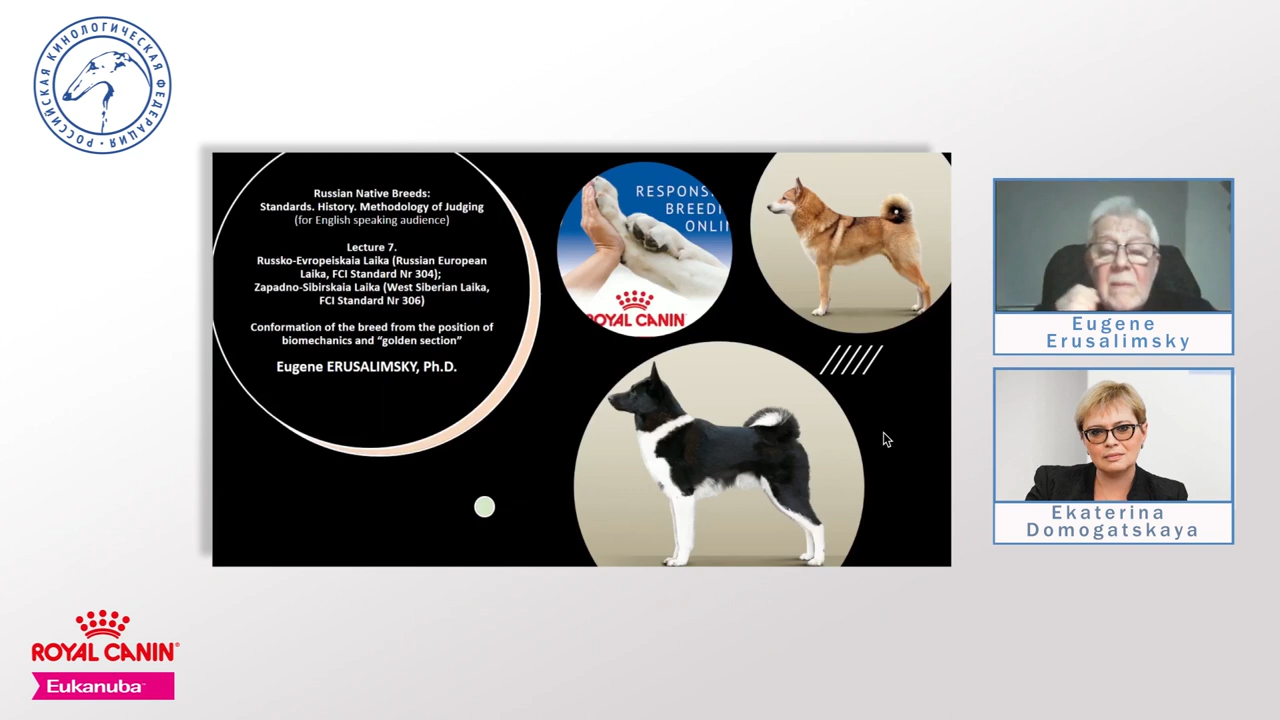 РОССИЙСКАЯ КИНОЛОГИЧЕСКАЯ ФЕДЕРАЦИЯ
Russian Native Breeds:
Standards. History. Methodology of Judging
(for English speaking audience)
Lecture 7.
Russko-Evropeiskaia Laika (Russian European
Laika, FCI Standard Nr 304);
Zapadno-Sibirskaia Laika (West Siberian Laika,
FCI Standard Nr 306)
Conformation of the breed from the position of
biomechanics and “golden section”
Eugene ERUSALIMSKY, Ph.D.
RESPONS
BREEDI
ONLI
ROYAL CANIN
Eugene
Erusalimsky
Ekaterina
Domogatskaya
ROYAL CANIN®
Eukanuba™